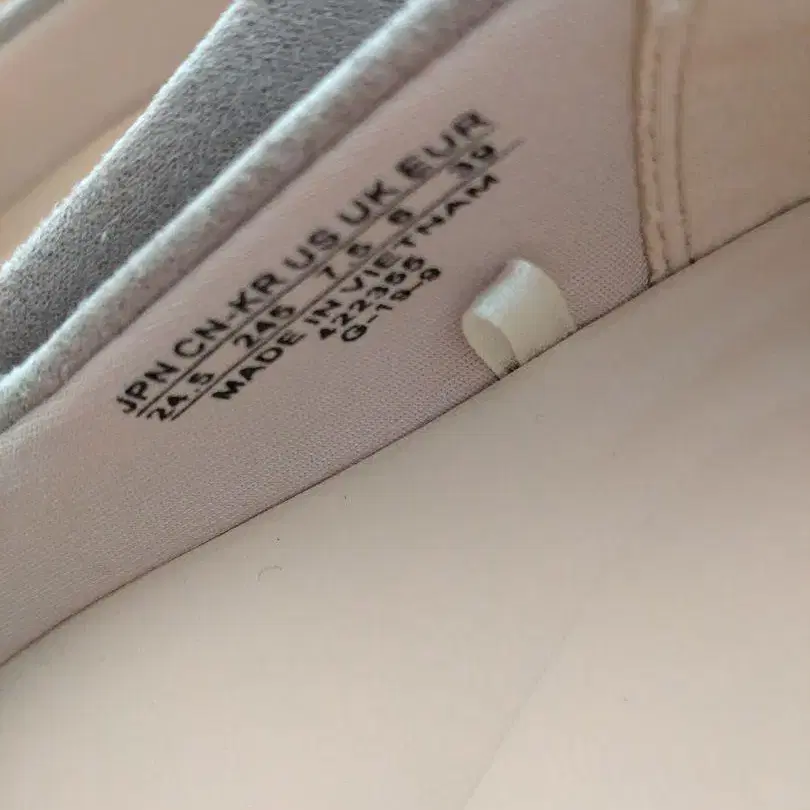 JPN CN-KR US UK EUR
24.5 245 7.5 6 39
MADE IN VIETNAM
422355
G-19-9